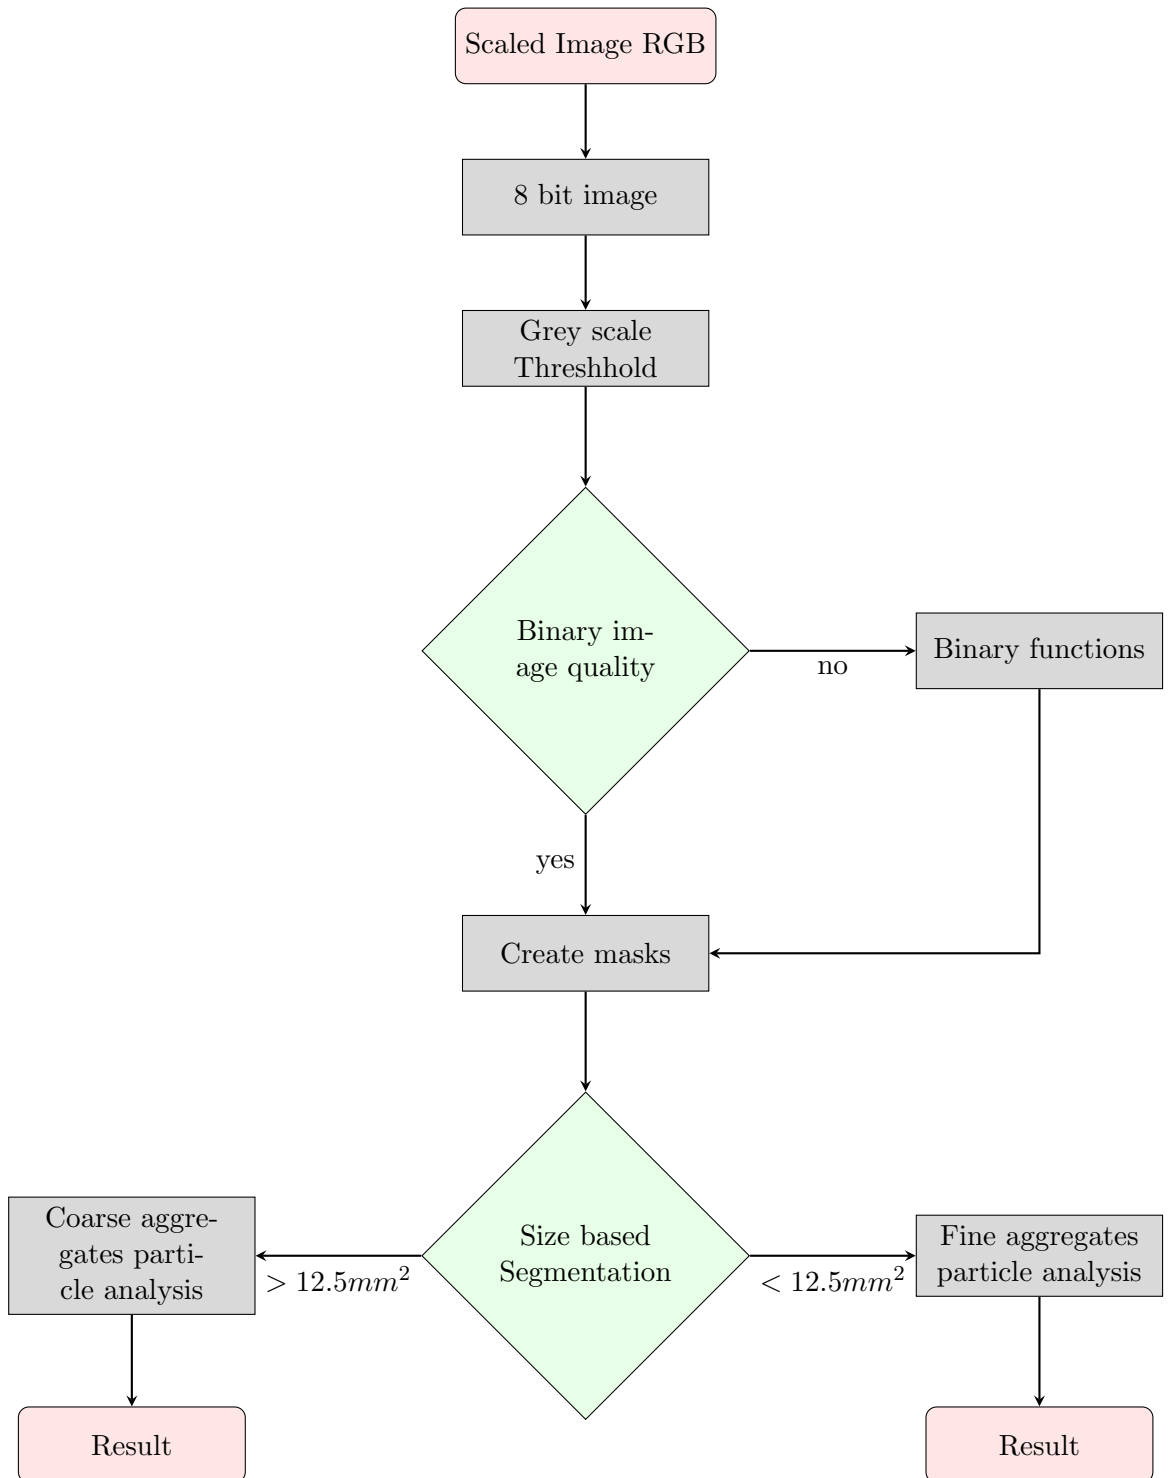 Scaled Image RGB
8 bit image
Grey scale
Threshhold
Binary im-
age quality
no
Binary functions
yes
Create masks
Coarse aggre-
gates parti-
cle analysis
> 12.5mm²
Size based
Segmentation
< 12.5mm²
Fine aggregates
particle analysis
Result
Result